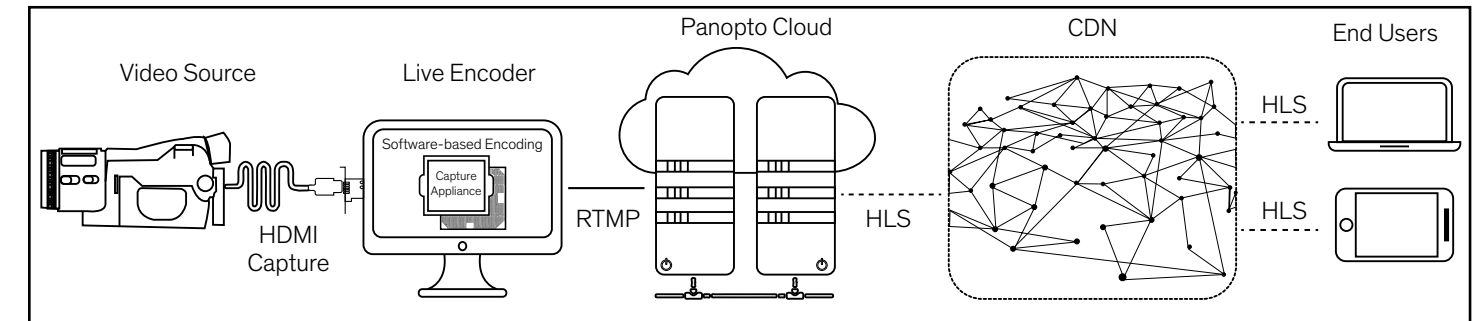 Video Source
Live Encoder
Panopto Cloud
CDN
End Users
Software-based Encoding
Capture
Appliance
HDMI
Capture
RTMP
HLS
HLS
HLS